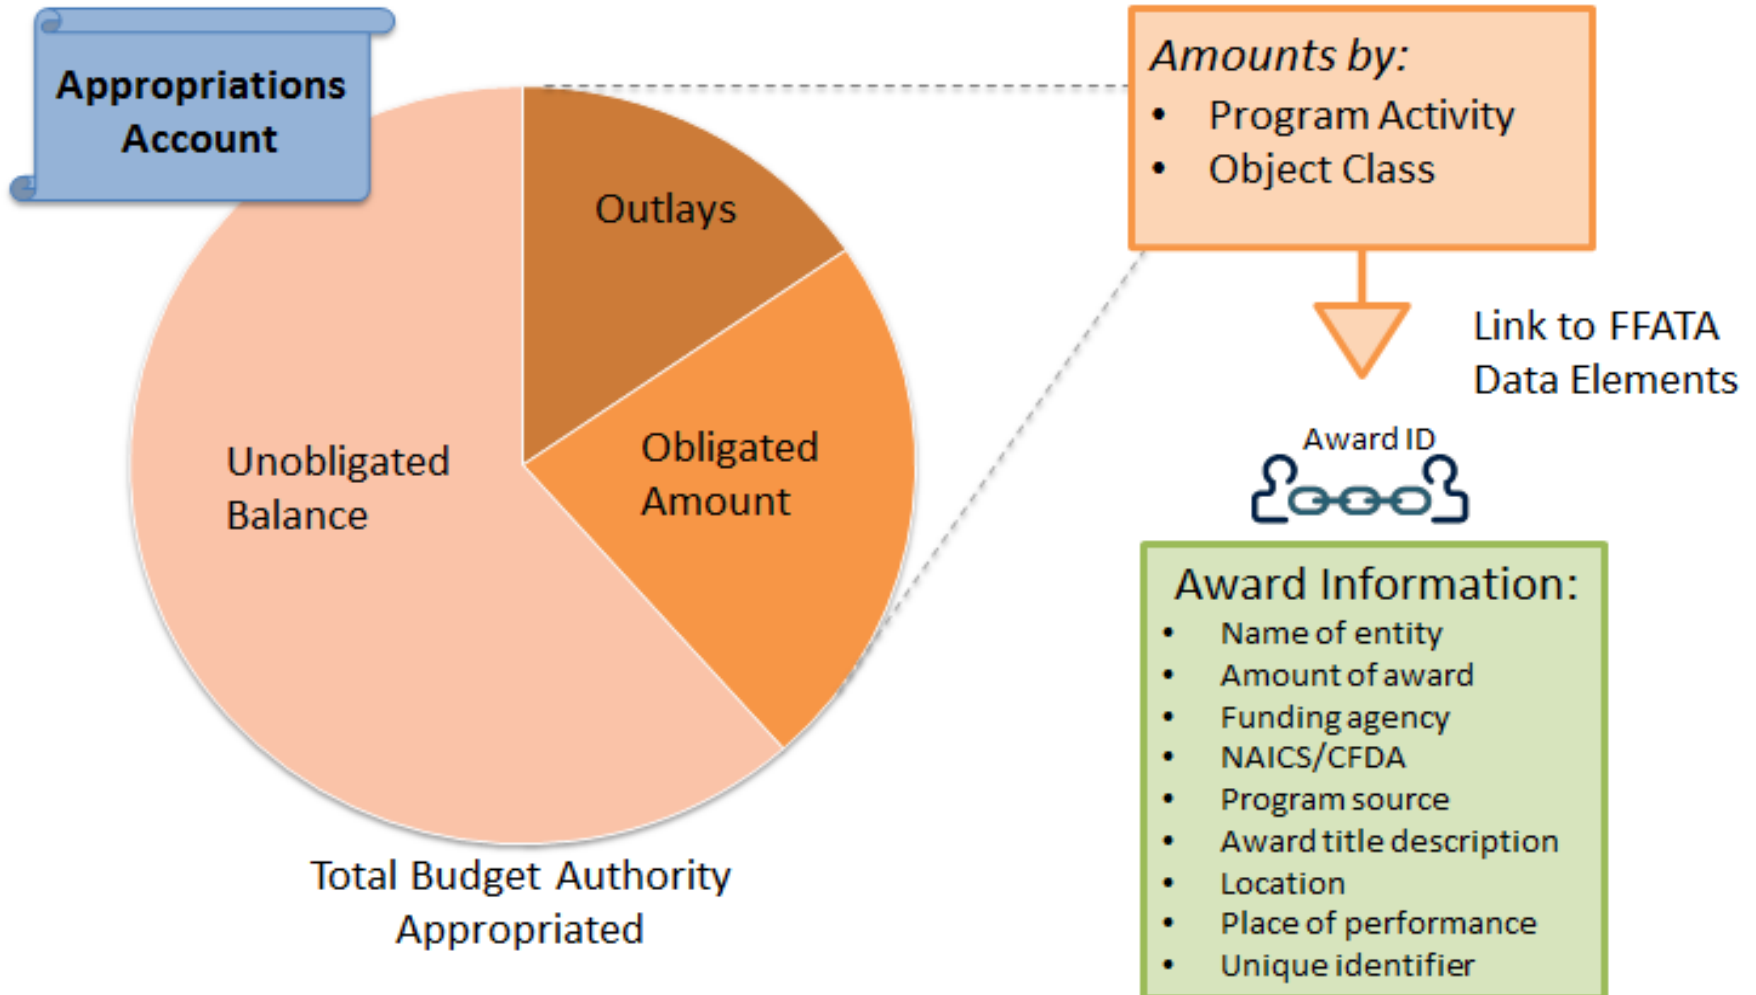 Appropriations
Account
Outlays
Obligated
Amount
Unobligated
Balance
Total Budget Authority
Appropriated
Amounts by:
• Program Activity
• Object Class
Link to FFATA
Data Elements
Award ID
Award Information:
• Name of entity
• Amount of award
• Funding agency
• NAICS/CFDA
• Program source
• Award title description
• Location
• Place of performance
• Unique identifier